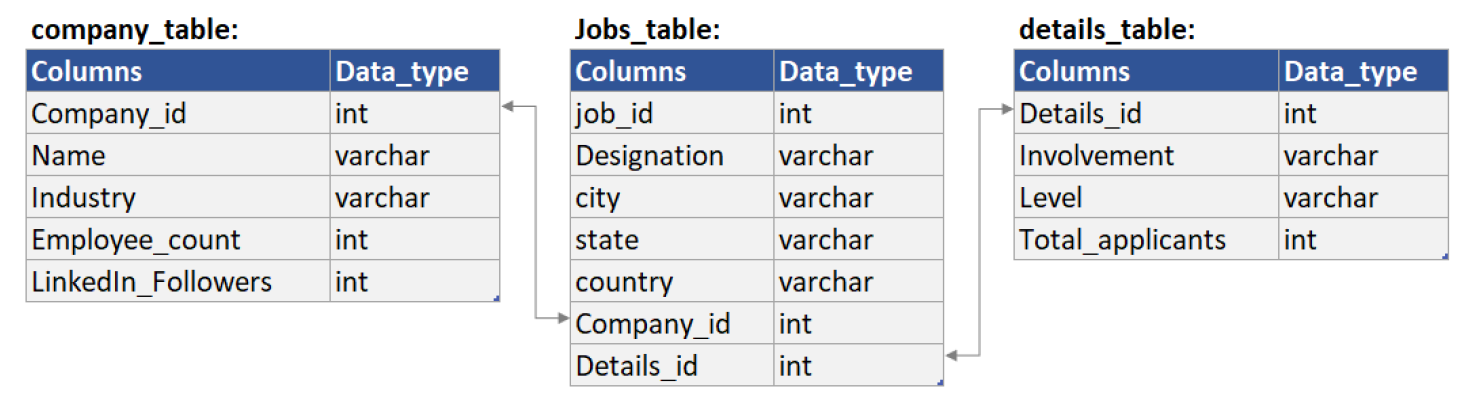 company_table:
Columns Data_type
Company_id int
Name varchar
Industry varchar
Employee_count int
LinkedIn_Followers int
Jobs_table:
Columns Data_type
job_id int
Designation varchar
city varchar
state varchar
country varchar
Company_id int
Details_id int
details_table:
Columns Data_type
Details_id int
Involvement varchar
Level varchar
Total_applicants int